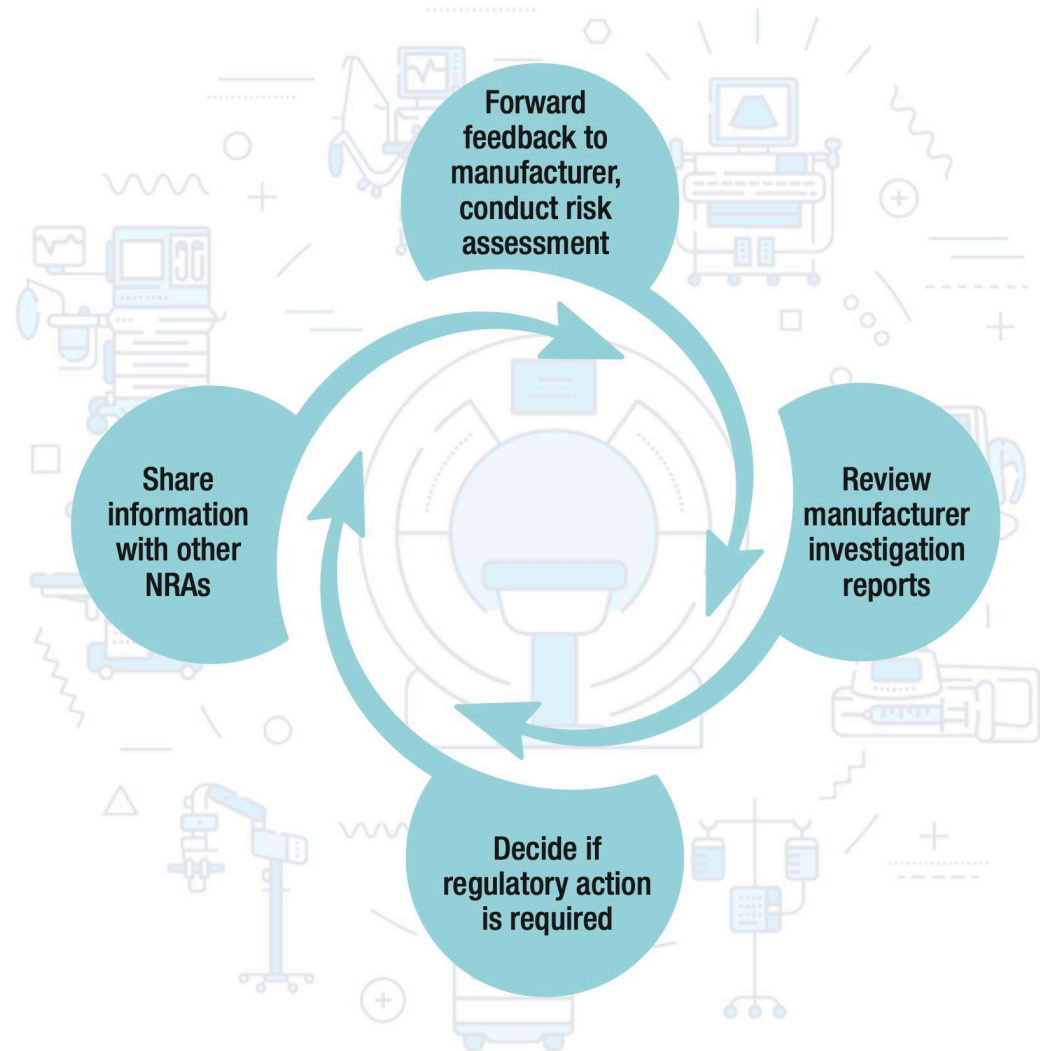 Forward
feedback to
manufacturer,
conduct risk
assessment
Review
manufacturer
investigation
reports
Decide if
regulatory action
is required
Share
information
with other
NRAs